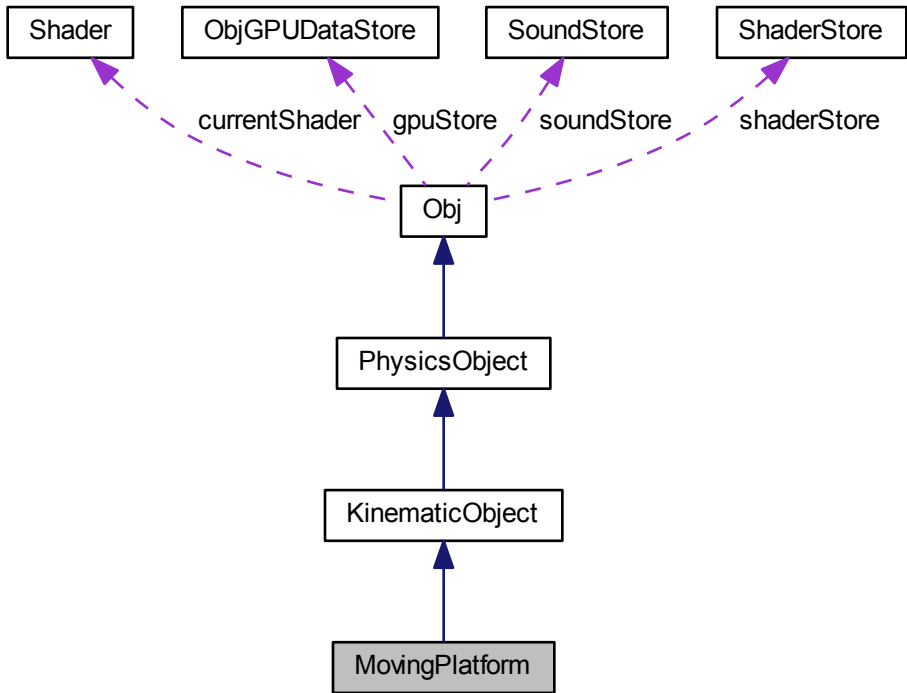 Shader
ObjGPUDataStore
SoundStore
ShaderStore
currentShader
gpuStore
soundStore
shaderStore
Obj
PhysicsObject
KinematicObject
MovingPlatform